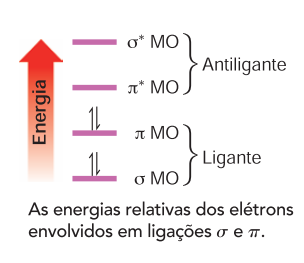 σ* MO
Antiligante
π* MO
Energia
π MO
Ligante
σ MO
As energias relativas dos elétrons
envolvidos em ligações σ e π.